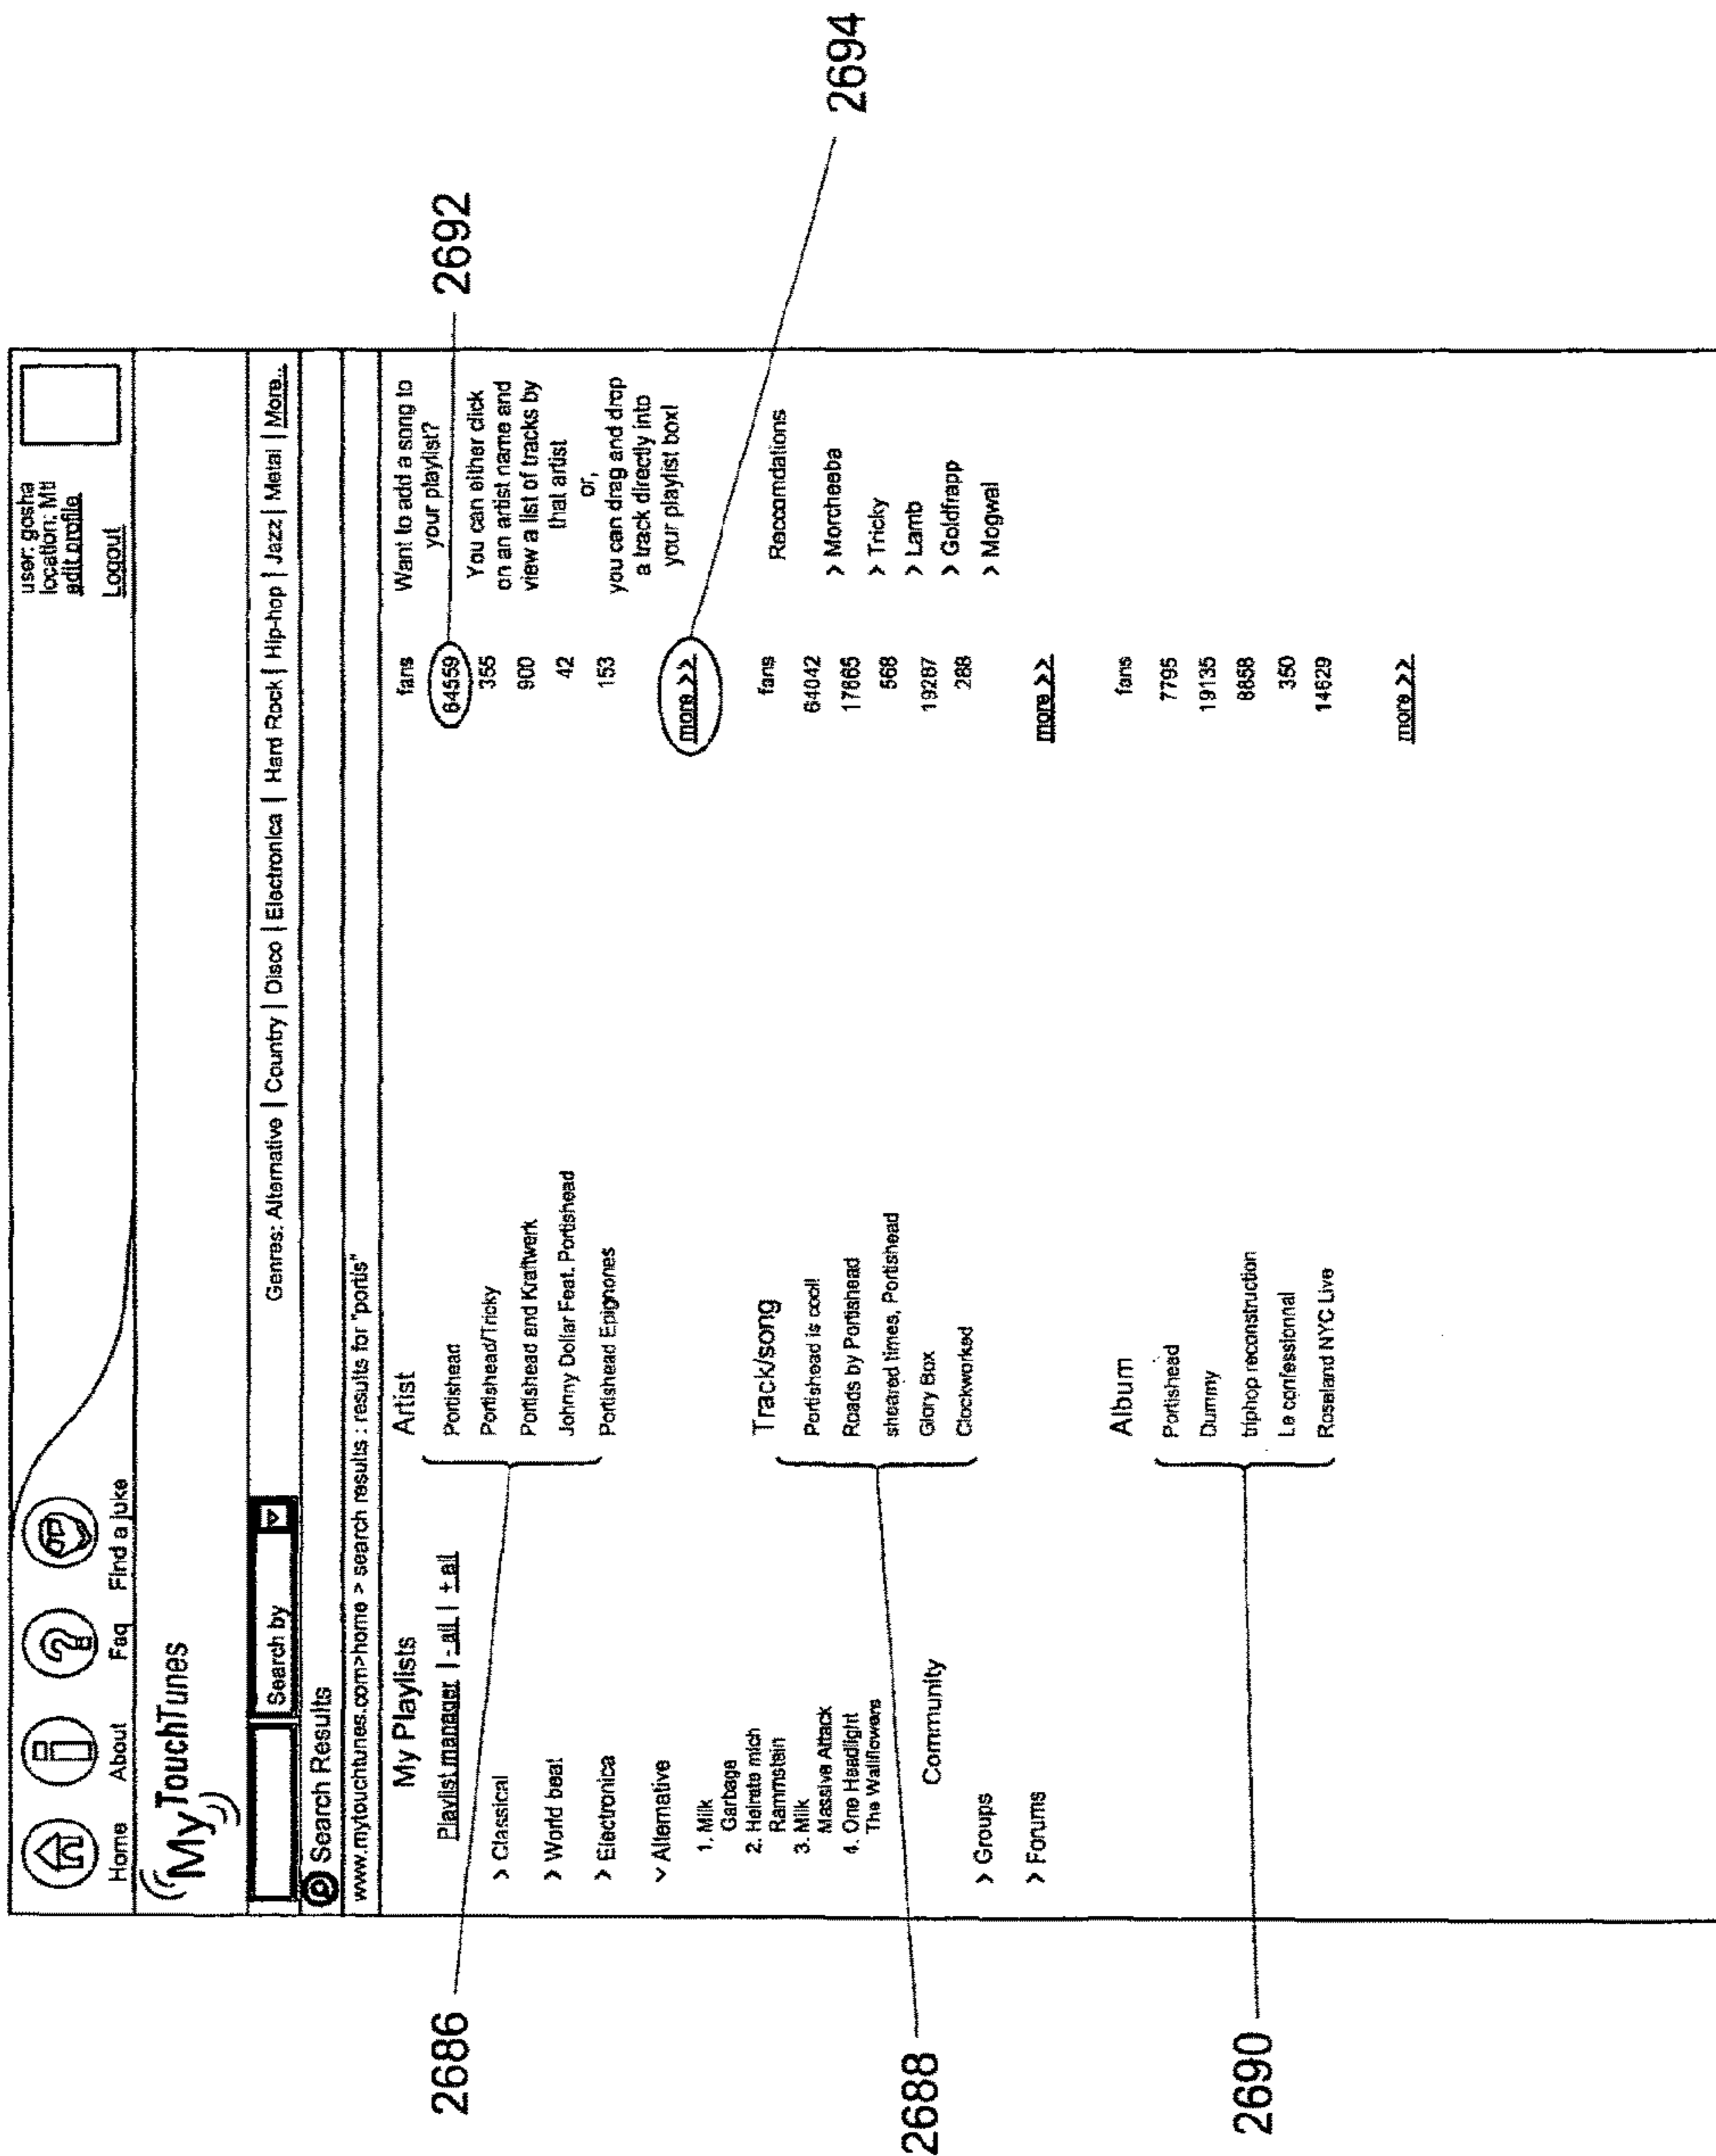 Home
About
Faq
Find a juke
user: gosha
location: Mtl
edit profile
Logout
MyTouchTunes
Search by
Genres: Alternative | Country | Disco | Electronica | Hard Rock | Hip-hop | Jazz | Metal | More..
Search Results
www.mytouchtunes.com>home > search results : results for "portis"
My Playlists
Playlist manager | - all | + all
> Classical
> World beat
> Electronica
Alternative
1. Milk
Garbage
2. Heirate mich
Rammstein
3. Milk
Massive Attack
4. One Headlight
The Wallflowers
Community
> Groups
> Forums
Artist
fans
Portishead
64559
Portishead/Tricky
355
Portishead and Kraftwerk
900
Johnny Dollar Feat. Portishead
42
Portishead Epignones
153
more >>
Track/song
fans
Portishead is cool!
64042
Roads by Portishead
17665
sheared times, Portishead
568
Glory Box
19287
Clockworked
288
more >>
Album
fans
Portishead
7795
Dummy
19135
triphop reconstruction
8858
Le confessionnal
350
Roseland NYC Live
14629
more >>
Want to add a song to
your playlist?
You can either click
on an artist name and
view a list of tracks by
that artist
or,
you can drag and drop
a track directly into
your playlist box!
Reccomdations
> Morcheeba
> Tricky
> Lamb
> Goldfrapp
> Mogwai
2686
2688
2690
2692
2694